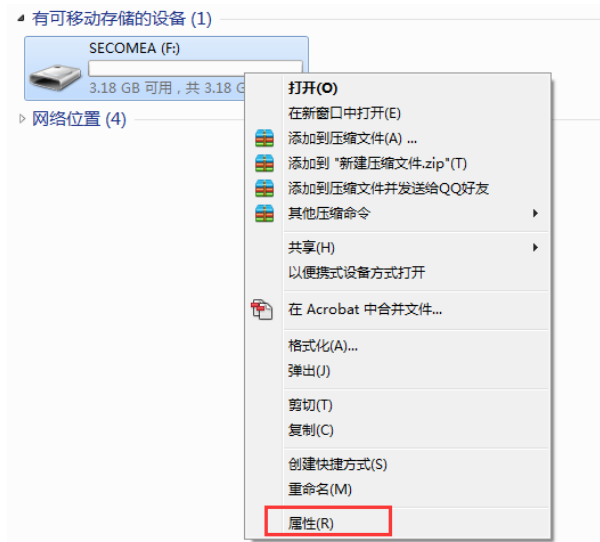 有可移动存储的设备 (1)
SECOMEA (F:)
3.18 GB 可用，共 3.18 G
网络位置 (4)
打开(O)
在新窗口中打开(E)
添加到压缩文件(A) ...
添加到 "新建压缩文件.zip"(T)
添加到压缩文件并发送给QQ好友
其他压缩命令
共享(H)
以便携式设备方式打开
在 Acrobat 中合并文件...
格式化(A)...
弹出(J)
剪切(T)
复制(C)
创建快捷方式(S)
重命名(M)
属性(R)